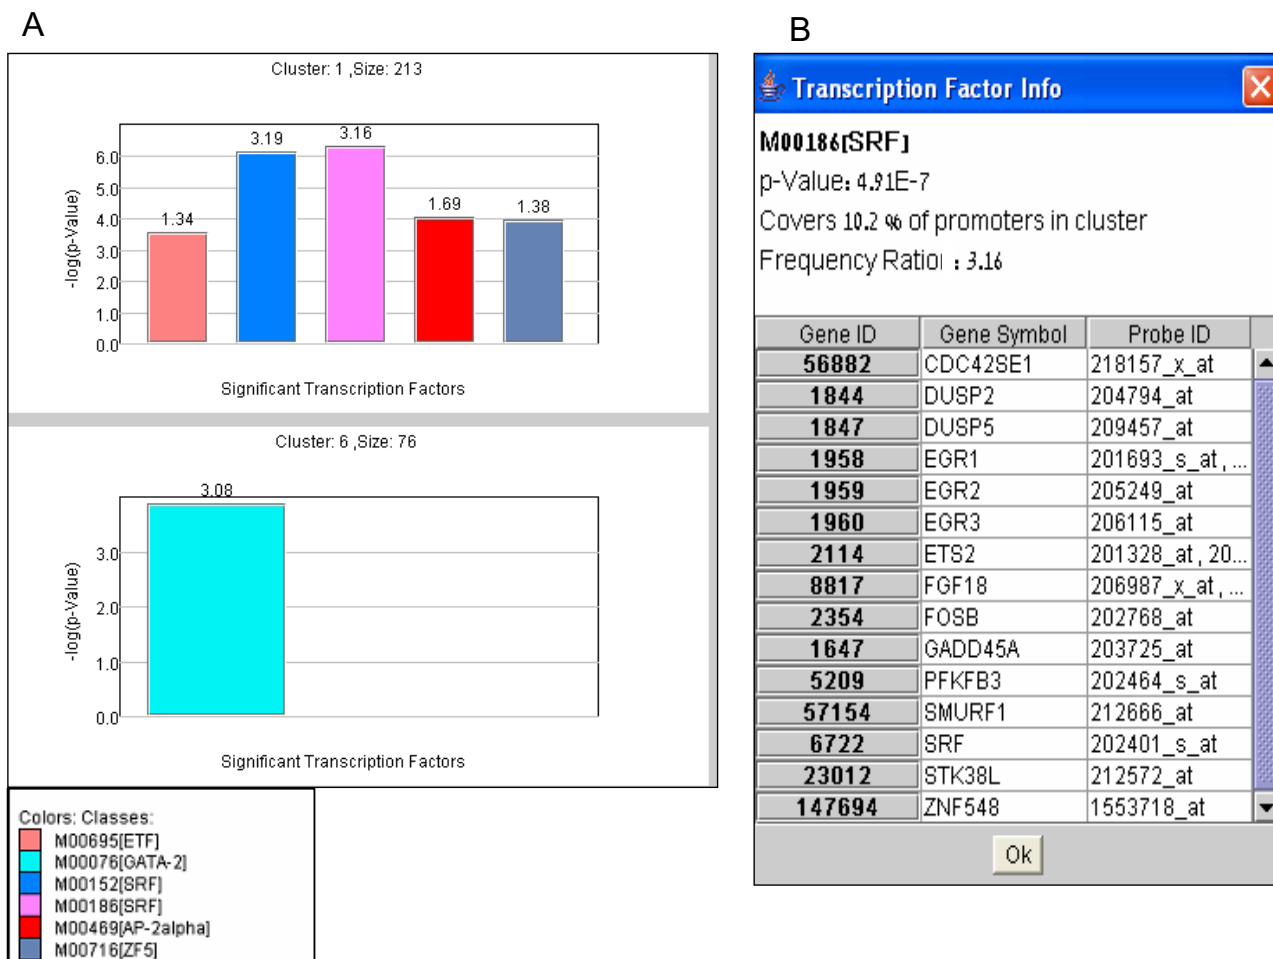 A
Cluster: 1 ,Size: 213
3.19
3.16
1.34
1.69
1.38
6.0
5.0
4.0
3.0
2.0
1.0
0.0
-log(p-Value)
Significant Transcription Factors
Cluster: 6 ,Size: 76
3.08
3.0
2.0
1.0
0.0
-log(p-Value)
Significant Transcription Factors
Colors: Classes:
M00695[ETF]
M00076[GATA-2]
M00152[SRF]
M00186[SRF]
M00469[AP-2alpha]
M00716[ZF5]
B
Transcription Factor Info
M00186[SRF]
p-Value: 4.91E-7
Covers 10.2 % of promoters in cluster
Frequency Ratio : 3.16
Gene ID Gene Symbol Probe ID
56882 CDC42SE1 218157_x_at
1844 DUSP2 204794_at
1847 DUSP5 209457_at
1958 EGR1 201693_s_at, ...
1959 EGR2 205249_at
1960 EGR3 206115_at
2114 ETS2 201328_at, 20...
8817 FGF18 206987_x_at, ...
2354 FOSB 202768_at
1647 GADD45A 203725_at
5209 PFKFB3 202464_s_at
57154 SMURF1 212666_at
6722 SRF 202401_s_at
23012 STK38L 212572_at
147694 ZNF548 1553718_at
Ok